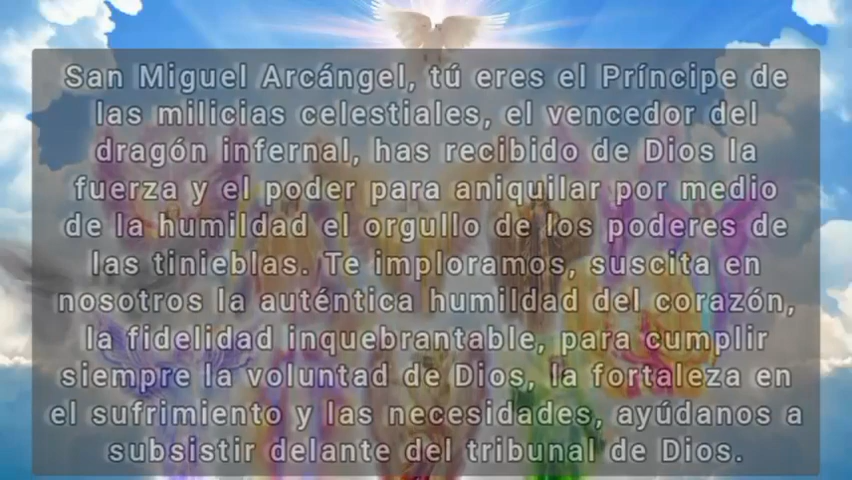 San Miguel Arcángel, tú eres el Príncipe de
las milicias celestiales, el vencedor del
dragón infernal, has recibido de Dios la
fuerza y el poder para aniquilar por medio
de la humildad el orgullo de los poderes de
las tinieblas. Te imploramos, suscita en
nosotros la auténtica humildad del corazón,
la fidelidad inquebrantable, para cumplir
siempre la voluntad de Dios, la fortaleza en
el sufrimiento y las necesidades, ayúdanos a
subsistir delante del tribunal de Dios.